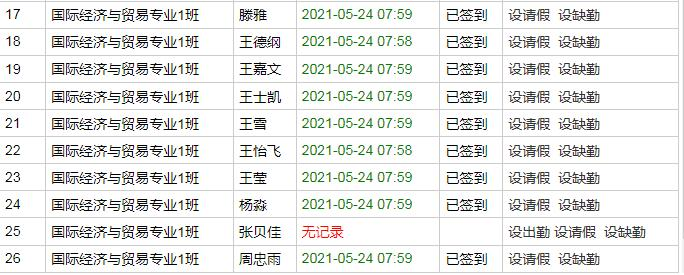 17 国际经济与贸易专业1班 滕雅 2021-05-24 07:59 已签到 设请假 设缺勤
18 国际经济与贸易专业1班 王德纲 2021-05-24 07:58 已签到 设请假 设缺勤
19 国际经济与贸易专业1班 王嘉文 2021-05-24 07:59 已签到 设请假 设缺勤
20 国际经济与贸易专业1班 王士凯 2021-05-24 07:59 已签到 设请假 设缺勤
21 国际经济与贸易专业1班 王雪 2021-05-24 07:59 已签到 设请假 设缺勤
22 国际经济与贸易专业1班 王怡飞 2021-05-24 07:58 已签到 设请假 设缺勤
23 国际经济与贸易专业1班 王莹 2021-05-24 07:59 已签到 设请假 设缺勤
24 国际经济与贸易专业1班 杨淼 2021-05-24 07:59 已签到 设请假 设缺勤
25 国际经济与贸易专业1班 张贝佳 无记录 设出勤 设请假 设缺勤
26 国际经济与贸易专业1班 周忠雨 2021-05-24 07:59 已签到 设请假 设缺勤